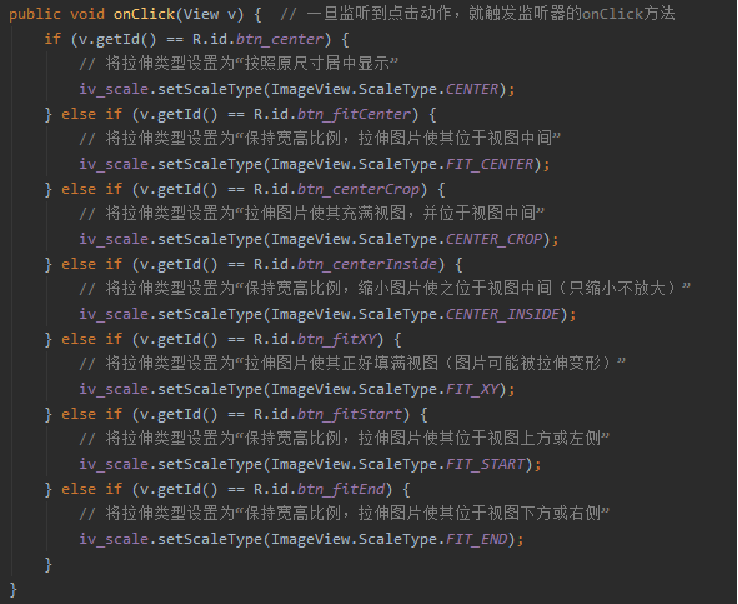 public void onClick(View v) {  // 一旦监听到点击动作，就触发监听器的onClick方法
    if (v.getId() == R.id.btn_center) {
        // 将拉伸类型设置为“按照原尺寸居中显示”
        iv_scale.setScaleType(ImageView.ScaleType.CENTER);
    } else if (v.getId() == R.id.btn_fitCenter) {
        // 将拉伸类型设置为“保持宽高比例，拉伸图片使其位于视图中间”
        iv_scale.setScaleType(ImageView.ScaleType.FIT_CENTER);
    } else if (v.getId() == R.id.btn_centerCrop) {
        // 将拉伸类型设置为“拉伸图片使其充满视图，并位于视图中间”
        iv_scale.setScaleType(ImageView.ScaleType.CENTER_CROP);
    } else if (v.getId() == R.id.btn_centerInside) {
        // 将拉伸类型设置为“保持宽高比例，缩小图片使之位于视图中间（只缩小不放大）”
        iv_scale.setScaleType(ImageView.ScaleType.CENTER_INSIDE);
    } else if (v.getId() == R.id.btn_fitXY) {
        // 将拉伸类型设置为“拉伸图片使其正好填满视图（图片可能被拉伸变形）”
        iv_scale.setScaleType(ImageView.ScaleType.FIT_XY);
    } else if (v.getId() == R.id.btn_fitStart) {
        // 将拉伸类型设置为“保持宽高比例，拉伸图片使其位于视图上方或左侧”
        iv_scale.setScaleType(ImageView.ScaleType.FIT_START);
    } else if (v.getId() == R.id.btn_fitEnd) {
        // 将拉伸类型设置为“保持宽高比例，拉伸图片使其位于视图下方或右侧”
        iv_scale.setScaleType(ImageView.ScaleType.FIT_END);
    }
}